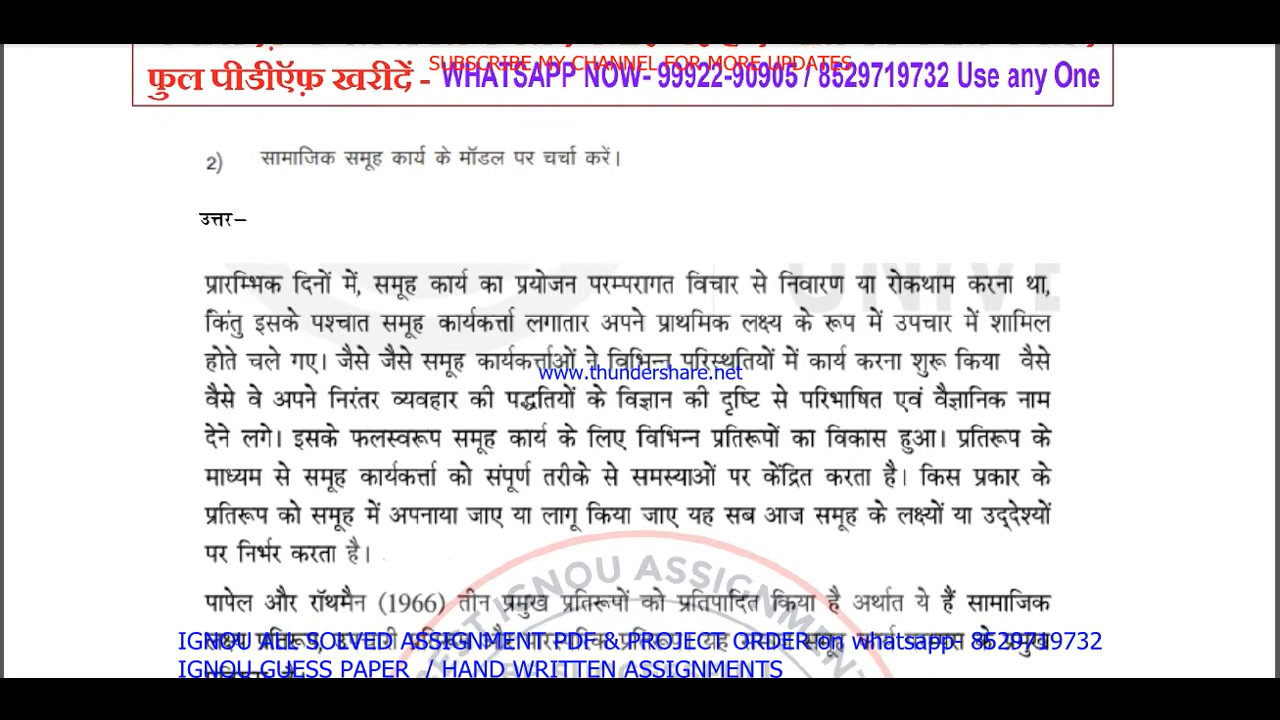 SUBSCRIBE MY CHANNEL FOR MORE UPDATES
फुल पीडीऍफ़ खरीदें - WHATSAPP NOW- 99922-90905 / 8529719732 Use any One
2) सामाजिक समूह कार्य के मॉडल पर चर्चा करें।
उत्तर–
प्रारम्भिक दिनों में, समूह कार्य का प्रयोजन परम्परागत विचार से निवारण या रोकथाम करना था,
किंतु इसके पश्चात समूह कार्यकर्त्ता लगातार अपने प्राथमिक लक्ष्य के रूप में उपचार में शामिल
होते चले गए। जैसे जैसे समूह कार्यकर्त्ताओं ने विभिन्न परिस्थतियों में कार्य करना शुरू किया वैसे
www.thundershare.net
वैसे वे अपने निरंतर व्यवहार की पद्धतियों के विज्ञान की दृष्टि से परिभाषित एवं वैज्ञानिक नाम
देने लगे। इसके फलस्वरूप समूह कार्य के लिए विभिन्न प्रतिरूपों का विकास हुआ। प्रतिरूप के
माध्यम से समूह कार्यकर्त्ता को संपूर्ण तरीके से समस्याओं पर केंद्रित करता है। किस प्रकार के
प्रतिरूप को समूह में अपनाया जाए या लागू किया जाए यह सब आज समूह के लक्ष्यों या उद्देश्यों
पर निर्भर करता है।
IGNOU ASSIGNMENT
पापेल और रॉथमैन (1966) तीन प्रमुख प्रतिरूपों को प्रतिपादित किया है अर्थात ये हैं सामाजिक
IGNOU ALL SOLVED ASSIGNMENT PDF & PROJECT ORDER on whatsapp- 8529719732
IGNOU GUESS PAPER / HAND WRITTEN ASSIGNMENTS